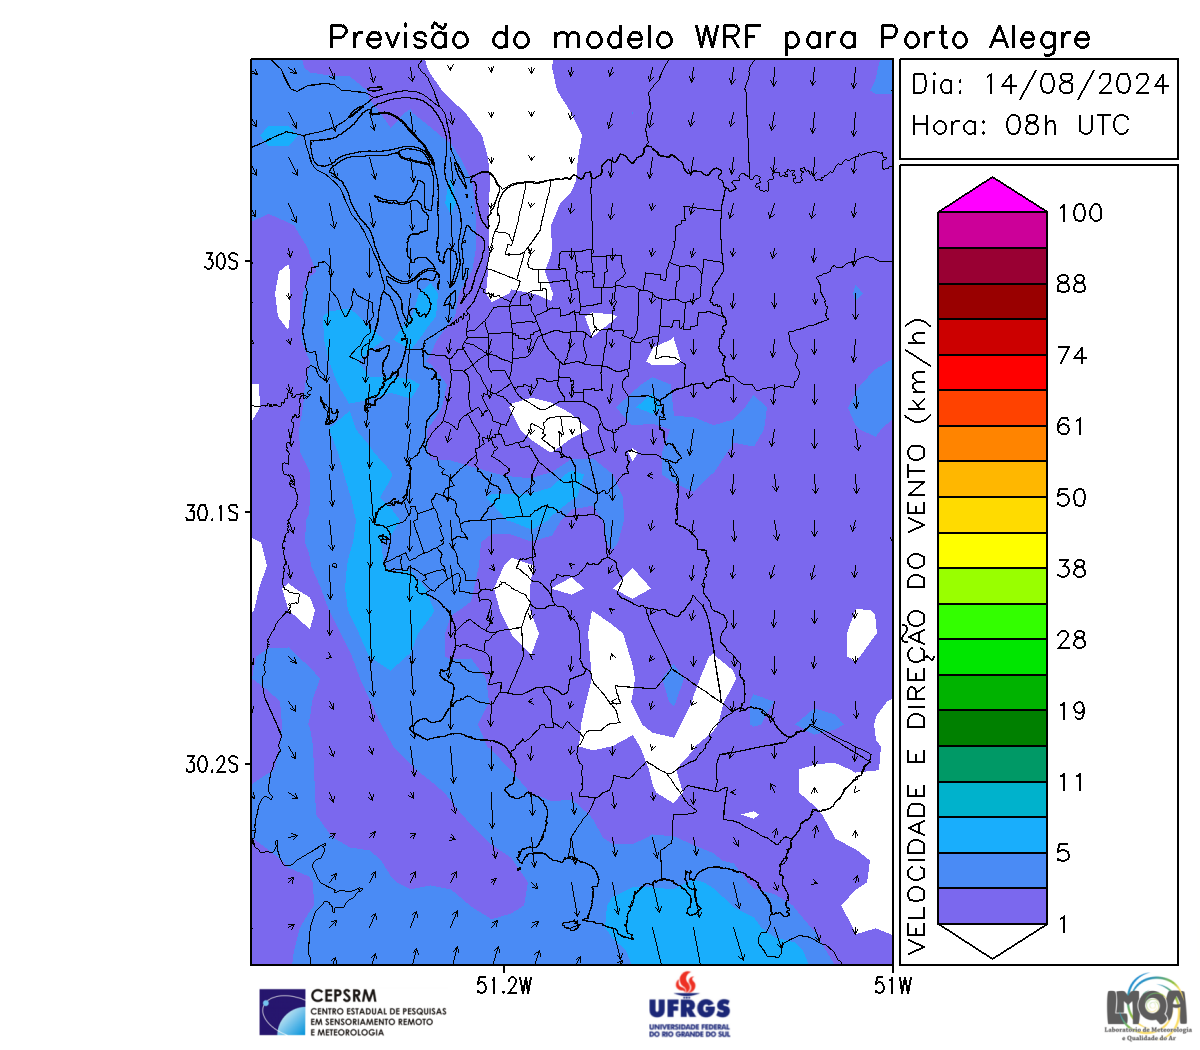 Previsão do modelo WRF para Porto Alegre
Dia: 14/08/2024
Hora: 08h UTC
30S
30.1S
30.2S
51.2W
51W
VELOCIDADE E DIREÇÃO DO VENTO (km/h)
100
88
74
61
50
38
28
19
11
5
1
CEPSRM
CENTRO ESTADUAL DE PESQUISAS
EM SENSORIAMENTO REMOTO
E METEOROLOGIA
UFRGS
UNIVERSIDADE FEDERAL
DO RIO GRANDE DO SUL
LMQA
Laboratório de Meteorologia
e Qualidade do Ar